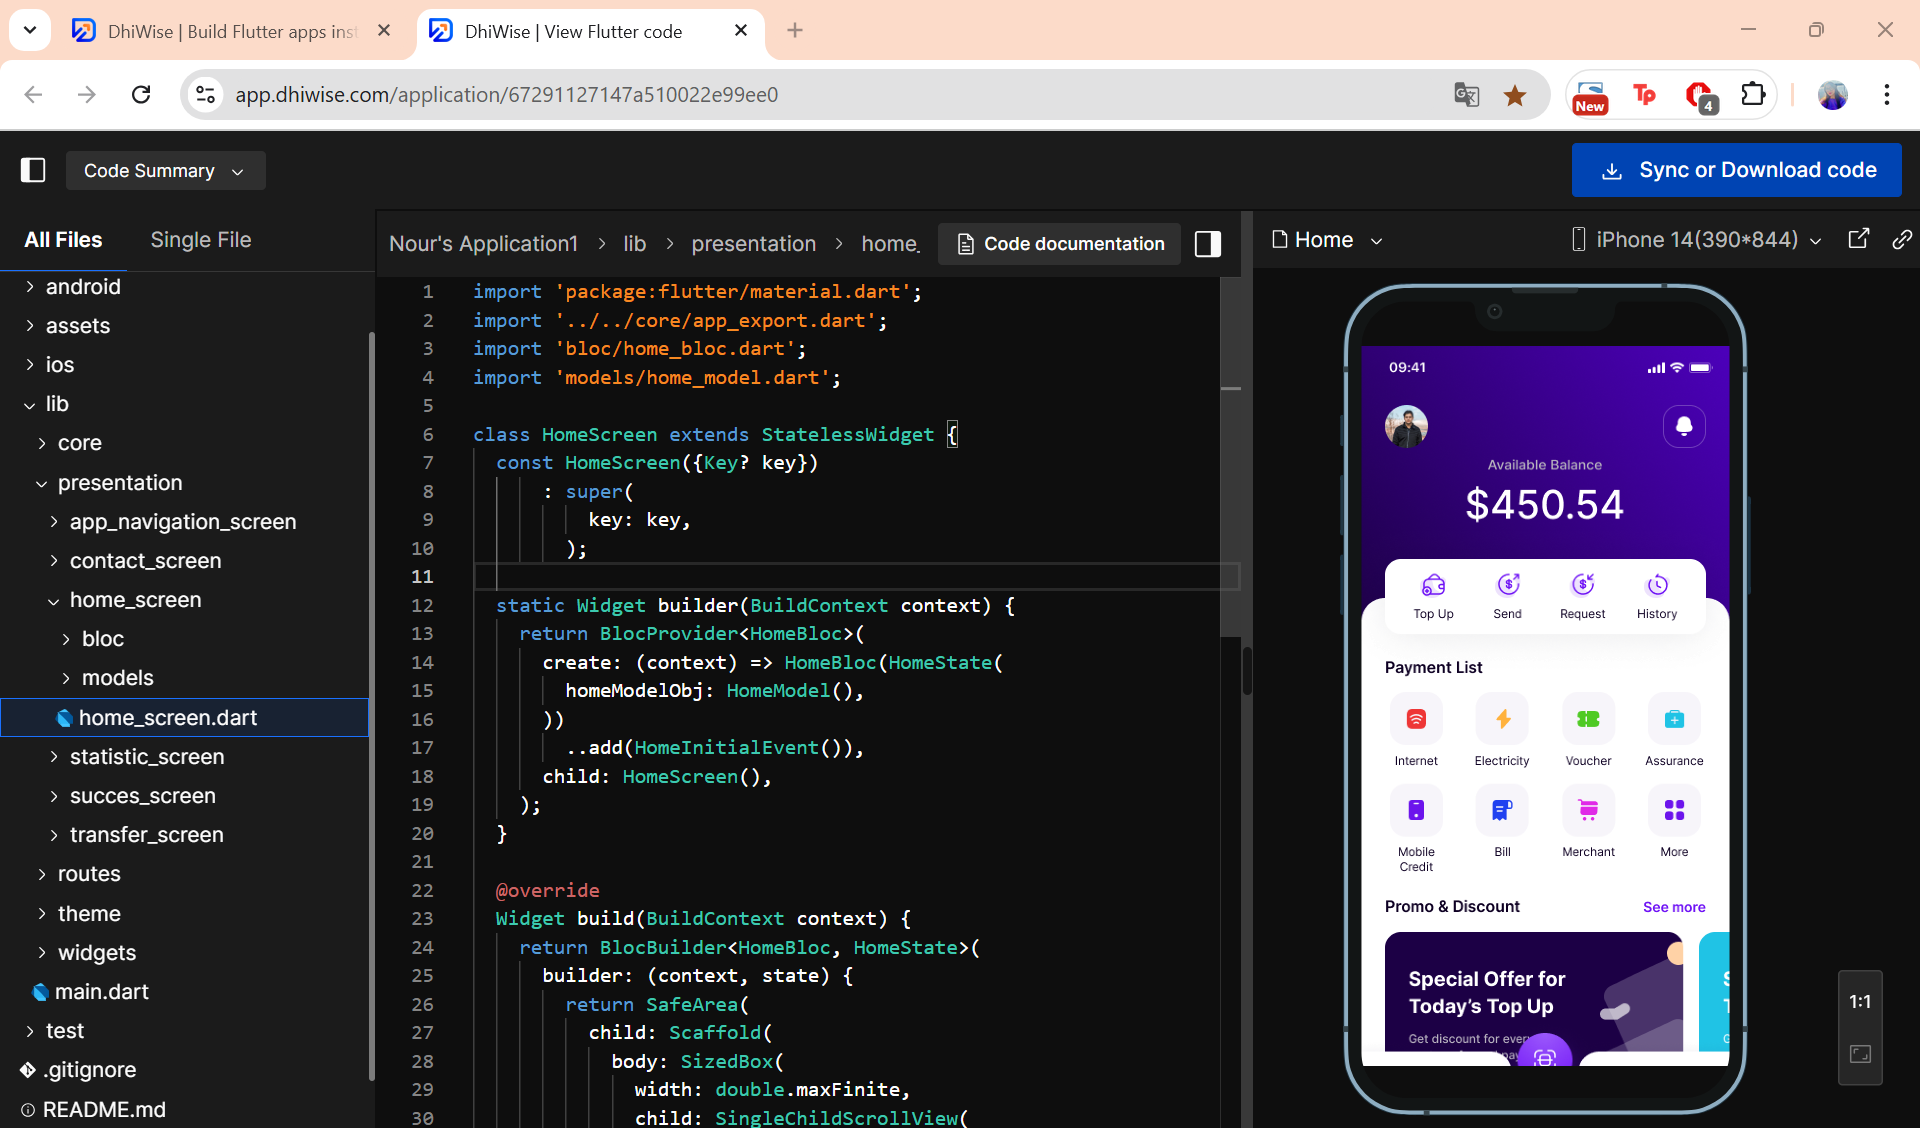 DhiWise | Build Flutter apps inst
DhiWise | View Flutter code
app.dhiwise.com/application/67291127147a510022e99ee0
New
Tp
4
Code Summary
Sync or Download code
All Files
Single File
Nour's Application1 > lib > presentation > home_
Code documentation
Home
iPhone 14(390*844)
android
assets
ios
lib
core
presentation
app_navigation_screen
contact_screen
home_screen
bloc
models
home_screen.dart
statistic_screen
succes_screen
transfer_screen
routes
theme
widgets
main.dart
test
.gitignore
README.md
1 import 'package:flutter/material.dart';
2 import '../../core/app_export.dart';
3 import 'bloc/home_bloc.dart';
4 import 'models/home_model.dart';
5
6 class HomeScreen extends StatelessWidget {
7 const HomeScreen({Key? key})
8 : super(
9 key: key,
10 );
11
12 static Widget builder(BuildContext context) {
13 return BlocProvider<HomeBloc>(
14 create: (context) => HomeBloc(HomeState(
15 homeModelObj: HomeModel(),
16 ))
17 ..add(HomeInitialEvent()),
18 child: HomeScreen(),
19 );
20 }
21
22 @override
23 Widget build(BuildContext context) {
24 return BlocBuilder<HomeBloc, HomeState>(
25 builder: (context, state) {
26 return SafeArea(
27 child: Scaffold(
28 body: SizedBox(
29 width: double.maxFinite,
30 child: SingleChildScrollView(
09:41
Available Balance
$450.54
Top Up
Send
Request
History
Payment List
Internet
Electricity
Voucher
Assurance
Mobile
Credit
Bill
Merchant
More
Promo & Discount
See more
Special Offer for
Today's Top Up
Get discount for every
1:1